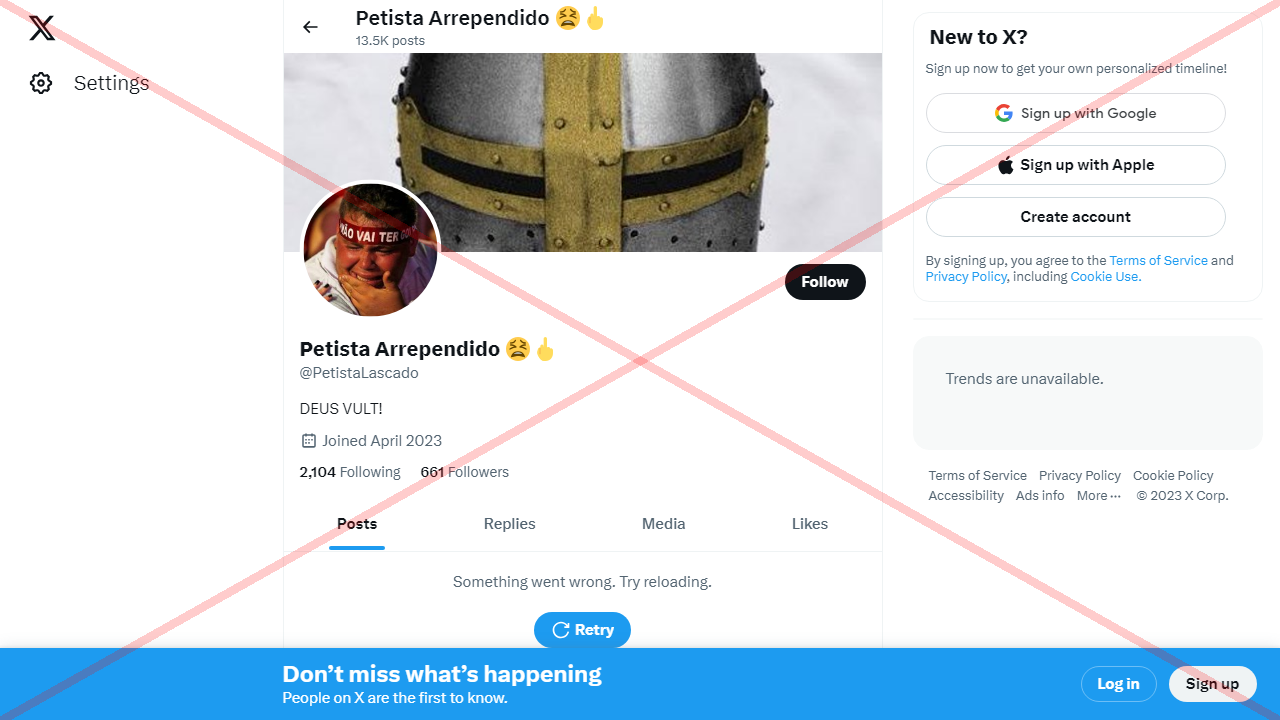 Settings
Petista Arrependido 😫🖕
13.5K posts
NÃO VAI TER GOL
Follow
Petista Arrependido 😫🖕
@PetistaLascado
DEUS VULT!
Joined April 2023
2,104 Following 661 Followers
Posts Replies Media Likes
Something went wrong. Try reloading.
Retry
New to X?
Sign up now to get your own personalized timeline!
Sign up with Google
Sign up with Apple
Create account
By signing up, you agree to the Terms of Service and
Privacy Policy, including Cookie Use.
Trends are unavailable.
Terms of Service Privacy Policy Cookie Policy
Accessibility Ads info More ··· © 2023 X Corp.
Don’t miss what’s happening
People on X are the first to know.
Log in Sign up